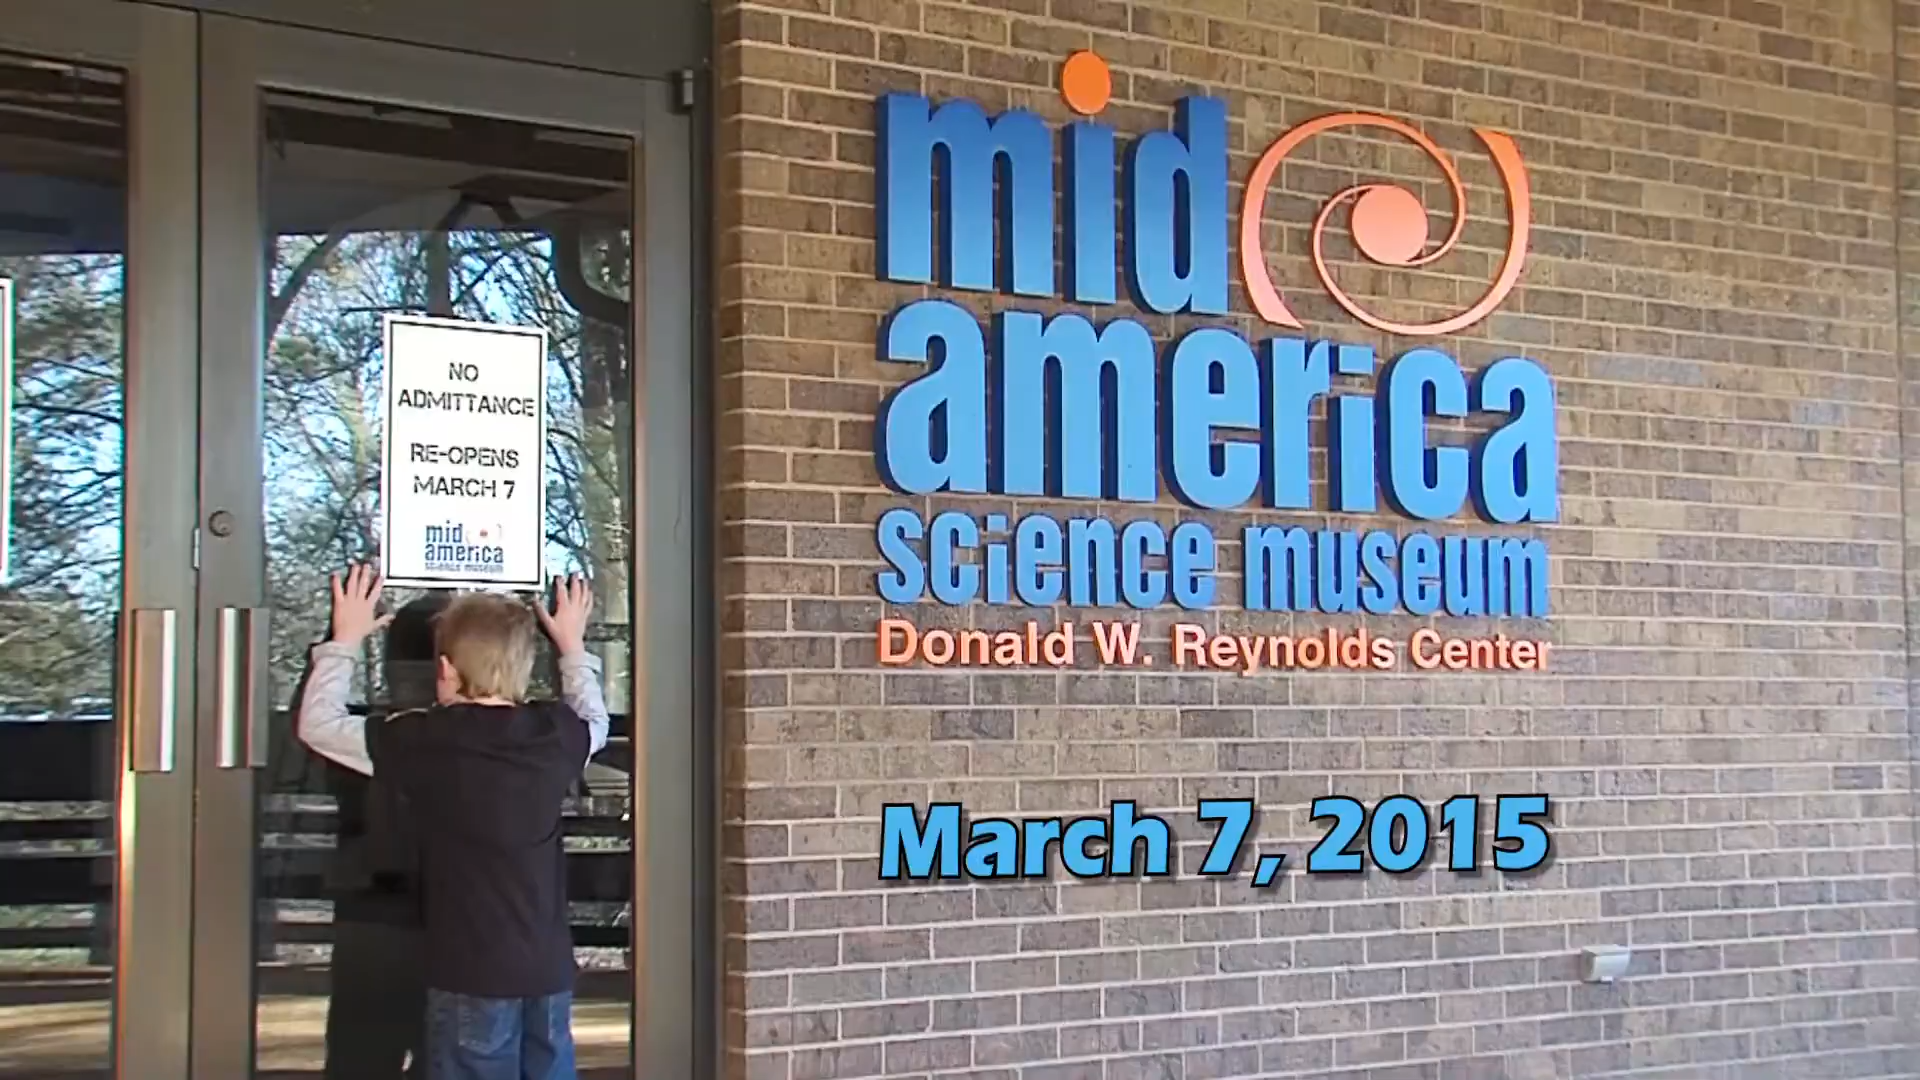 NO
ADMITTANCE
RE-OPENS
MARCH 7
mid
america
science museum
mid
america
science museum
Donald W. Reynolds Center
March 7, 2015